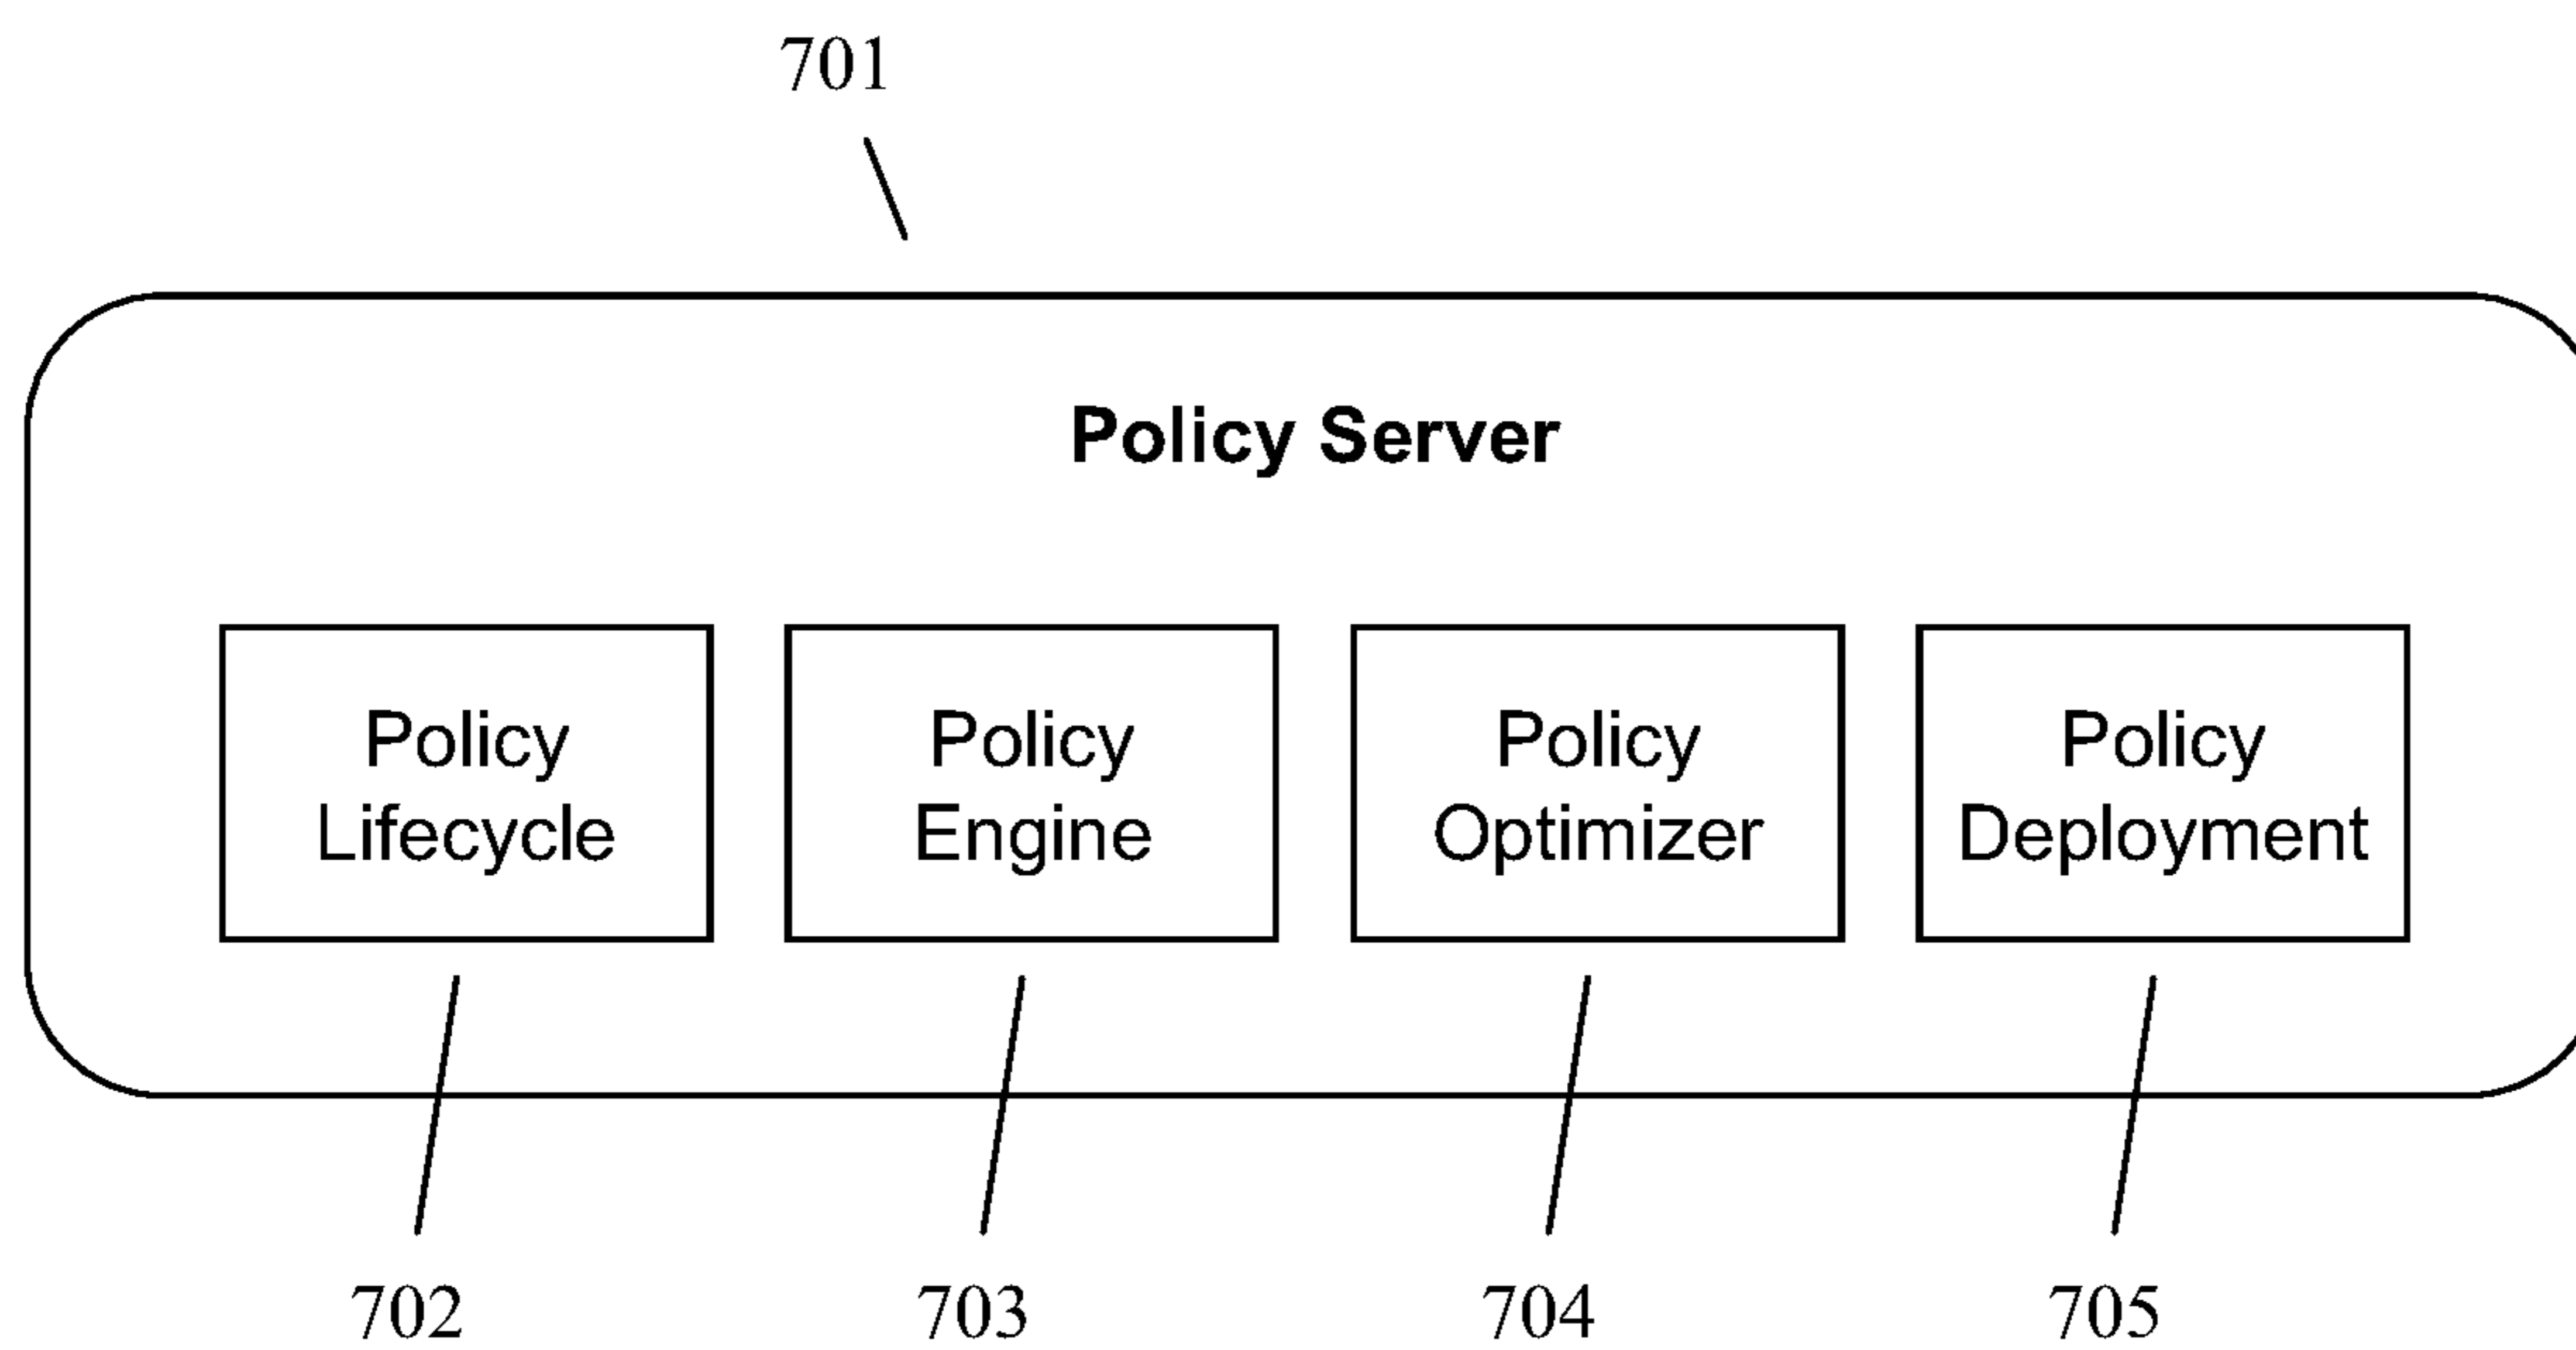 701
Policy Server
Policy
Lifecycle
Policy
Engine
Policy
Optimizer
Policy
Deployment
702
703
704
705